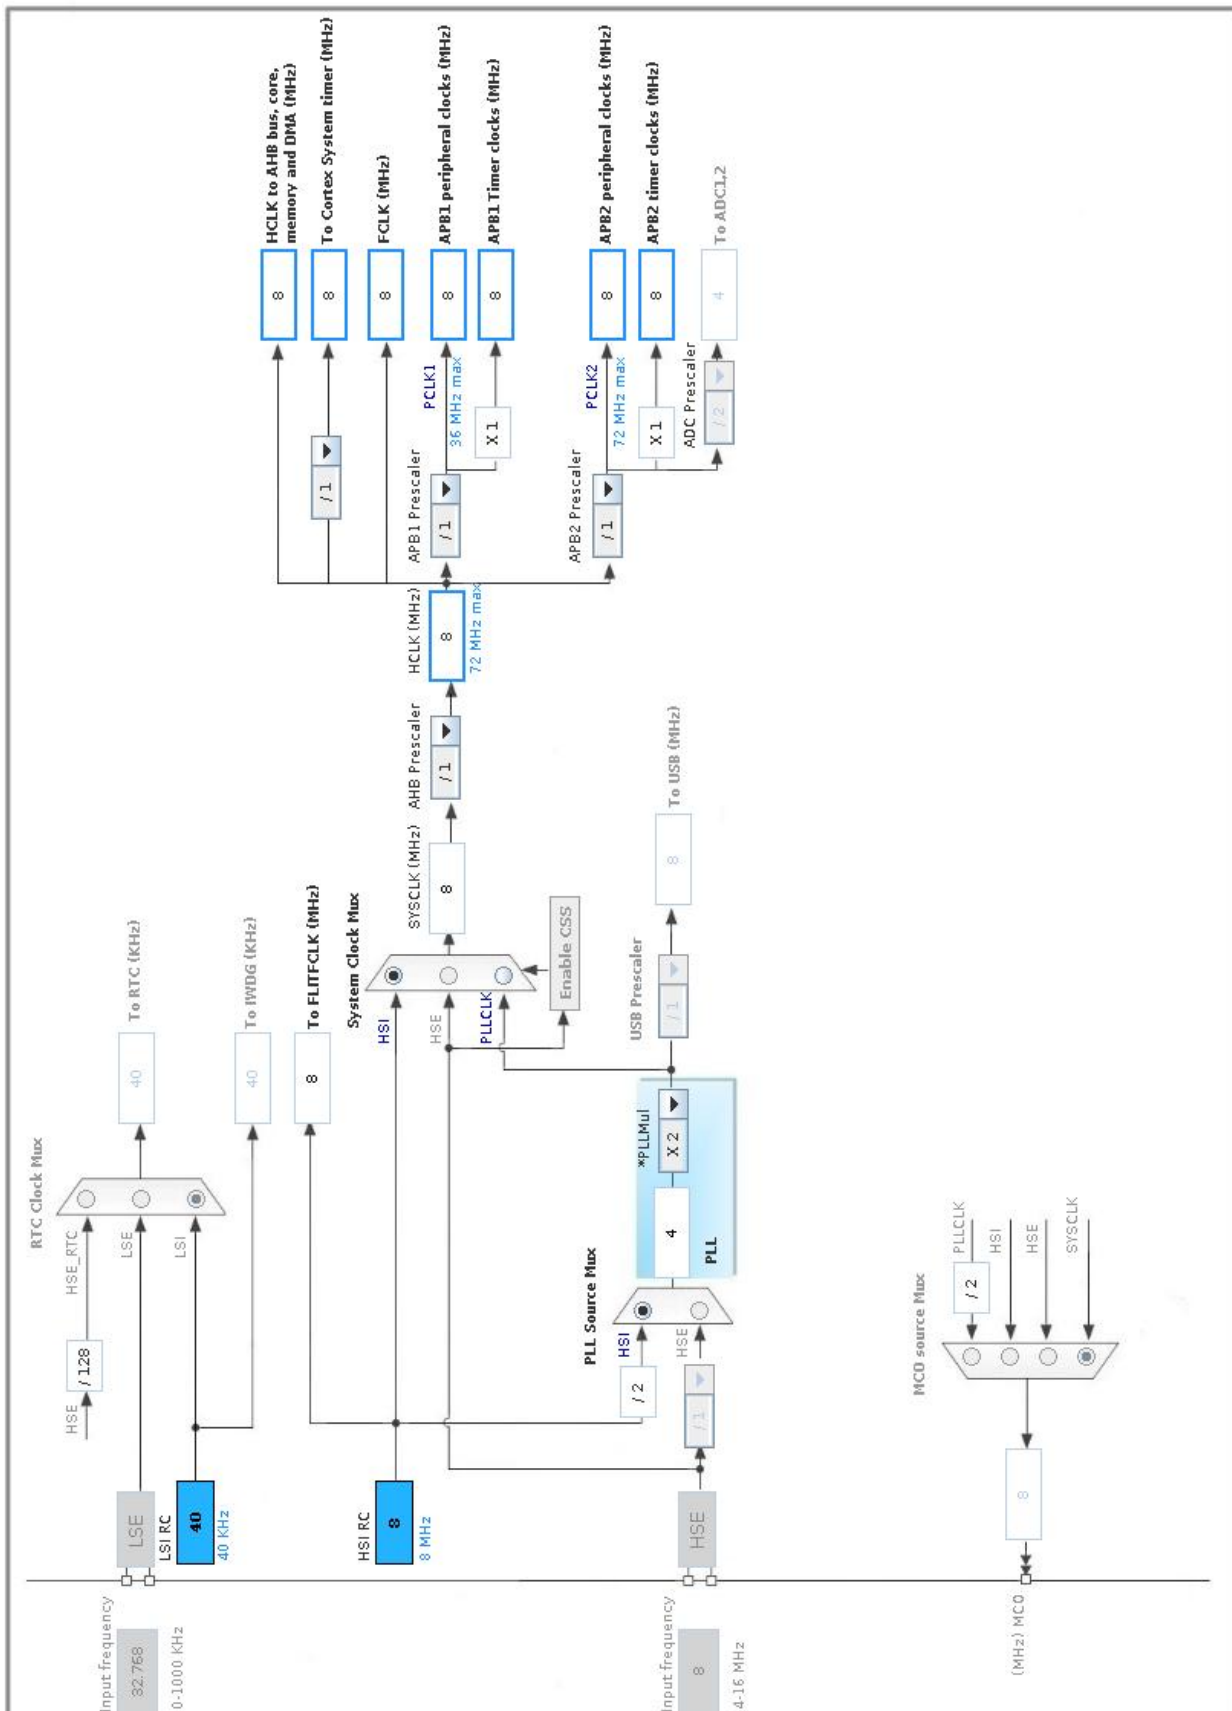 RTC Clock Mux
HSE
/ 128
HSE_RTC
To RTC (KHz)
40
LSE
LSI
Input frequency
32.768
0-1000 KHz
LSE
LSI RC
40
40 KHz
To IWDG (KHz)
40
To FLITFCLK (MHz)
8
HSI RC
8
8 MHz
System Clock Mux
HSI
HSE
PLLCLK
Enable CSS
SYSCLK (MHz)
8
AHB Prescaler
/ 1
HCLK (MHz)
8
72 MHz max
HCLK to AHB bus, core,
memory and DMA (MHz)
8
/ 1
To Cortex System timer (MHz)
8
FCLK (MHz)
8
APB1 Prescaler
/ 1
PCLK1
36 MHz max
8
APB1 peripheral clocks (MHz)
X 1
8
APB1 Timer clocks (MHz)
APB2 Prescaler
/ 1
PCLK2
72 MHz max
8
APB2 peripheral clocks (MHz)
X 1
8
APB2 timer clocks (MHz)
ADC Prescaler
/ 2
4
To ADC1,2
PLL Source Mux
HSI
/ 2
HSE
/ 1
4
*PLLMul
X 2
PLL
USB Prescaler
/ 1
8
To USB (MHz)
Input frequency
8
4-16 MHz
HSE
MCO source Mux
PLLCLK
/ 2
HSI
HSE
SYSCLK
8
(MHz) MCO